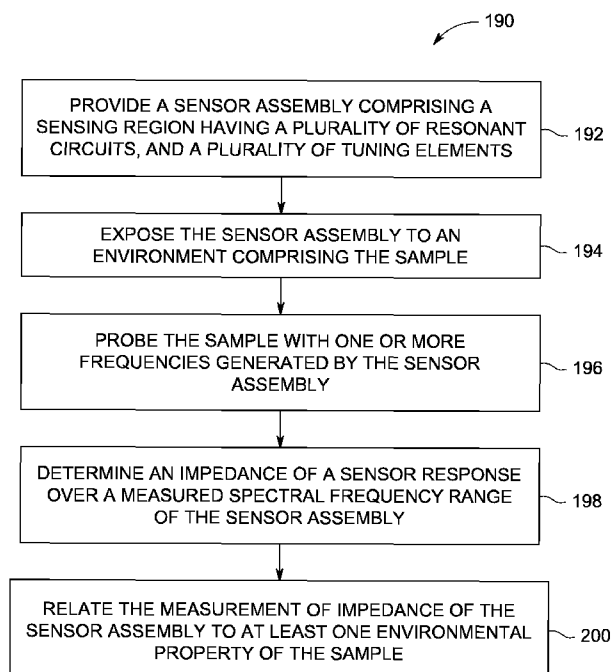 190
PROVIDE A SENSOR ASSEMBLY COMPRISING A
SENSING REGION HAVING A PLURALITY OF RESONANT
CIRCUITS, AND A PLURALITY OF TUNING ELEMENTS
192
EXPOSE THE SENSOR ASSEMBLY TO AN
ENVIRONMENT COMPRISING THE SAMPLE
194
PROBE THE SAMPLE WITH ONE OR MORE
FREQUENCIES GENERATED BY THE SENSOR
ASSEMBLY
196
DETERMINE AN IMPEDANCE OF A SENSOR RESPONSE
OVER A MEASURED SPECTRAL FREQUENCY RANGE
OF THE SENSOR ASSEMBLY
198
RELATE THE MEASUREMENT OF IMPEDANCE OF THE
SENSOR ASSEMBLY TO AT LEAST ONE ENVIRONMENTAL
PROPERTY OF THE SAMPLE
200